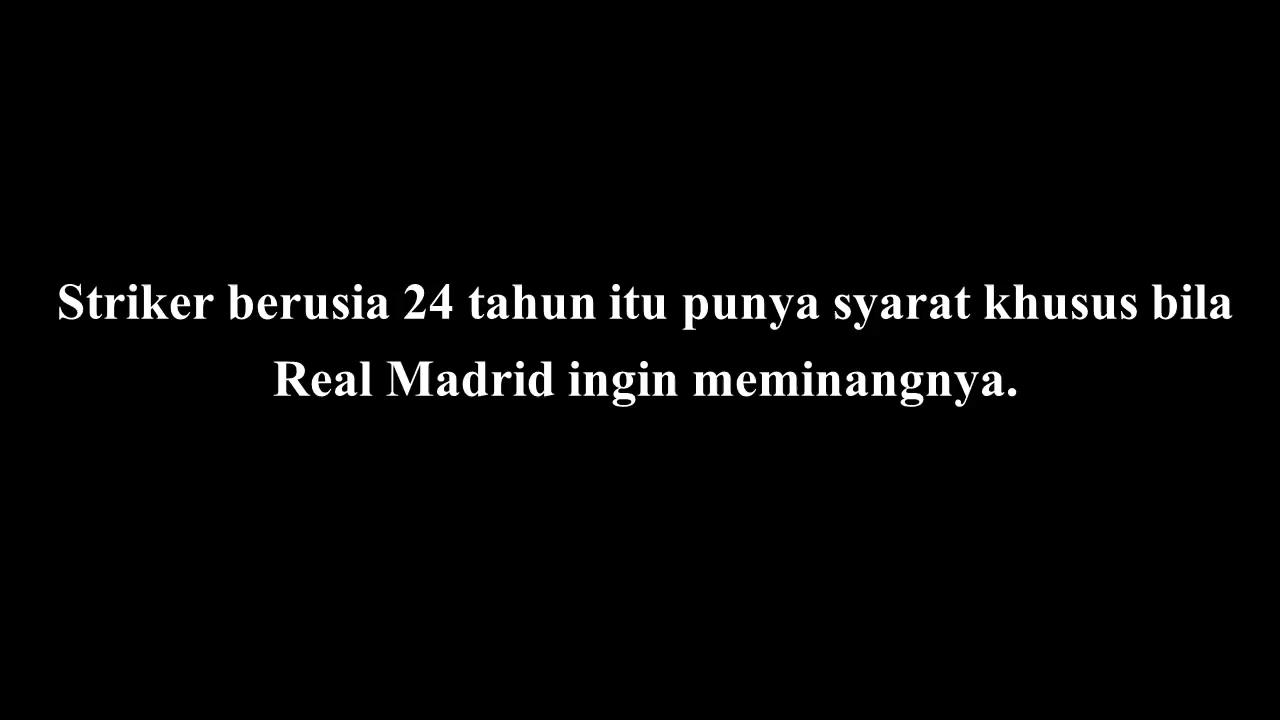 Striker berusia 24 tahun itu punya syarat khusus bila
Real Madrid ingin meminangnya.